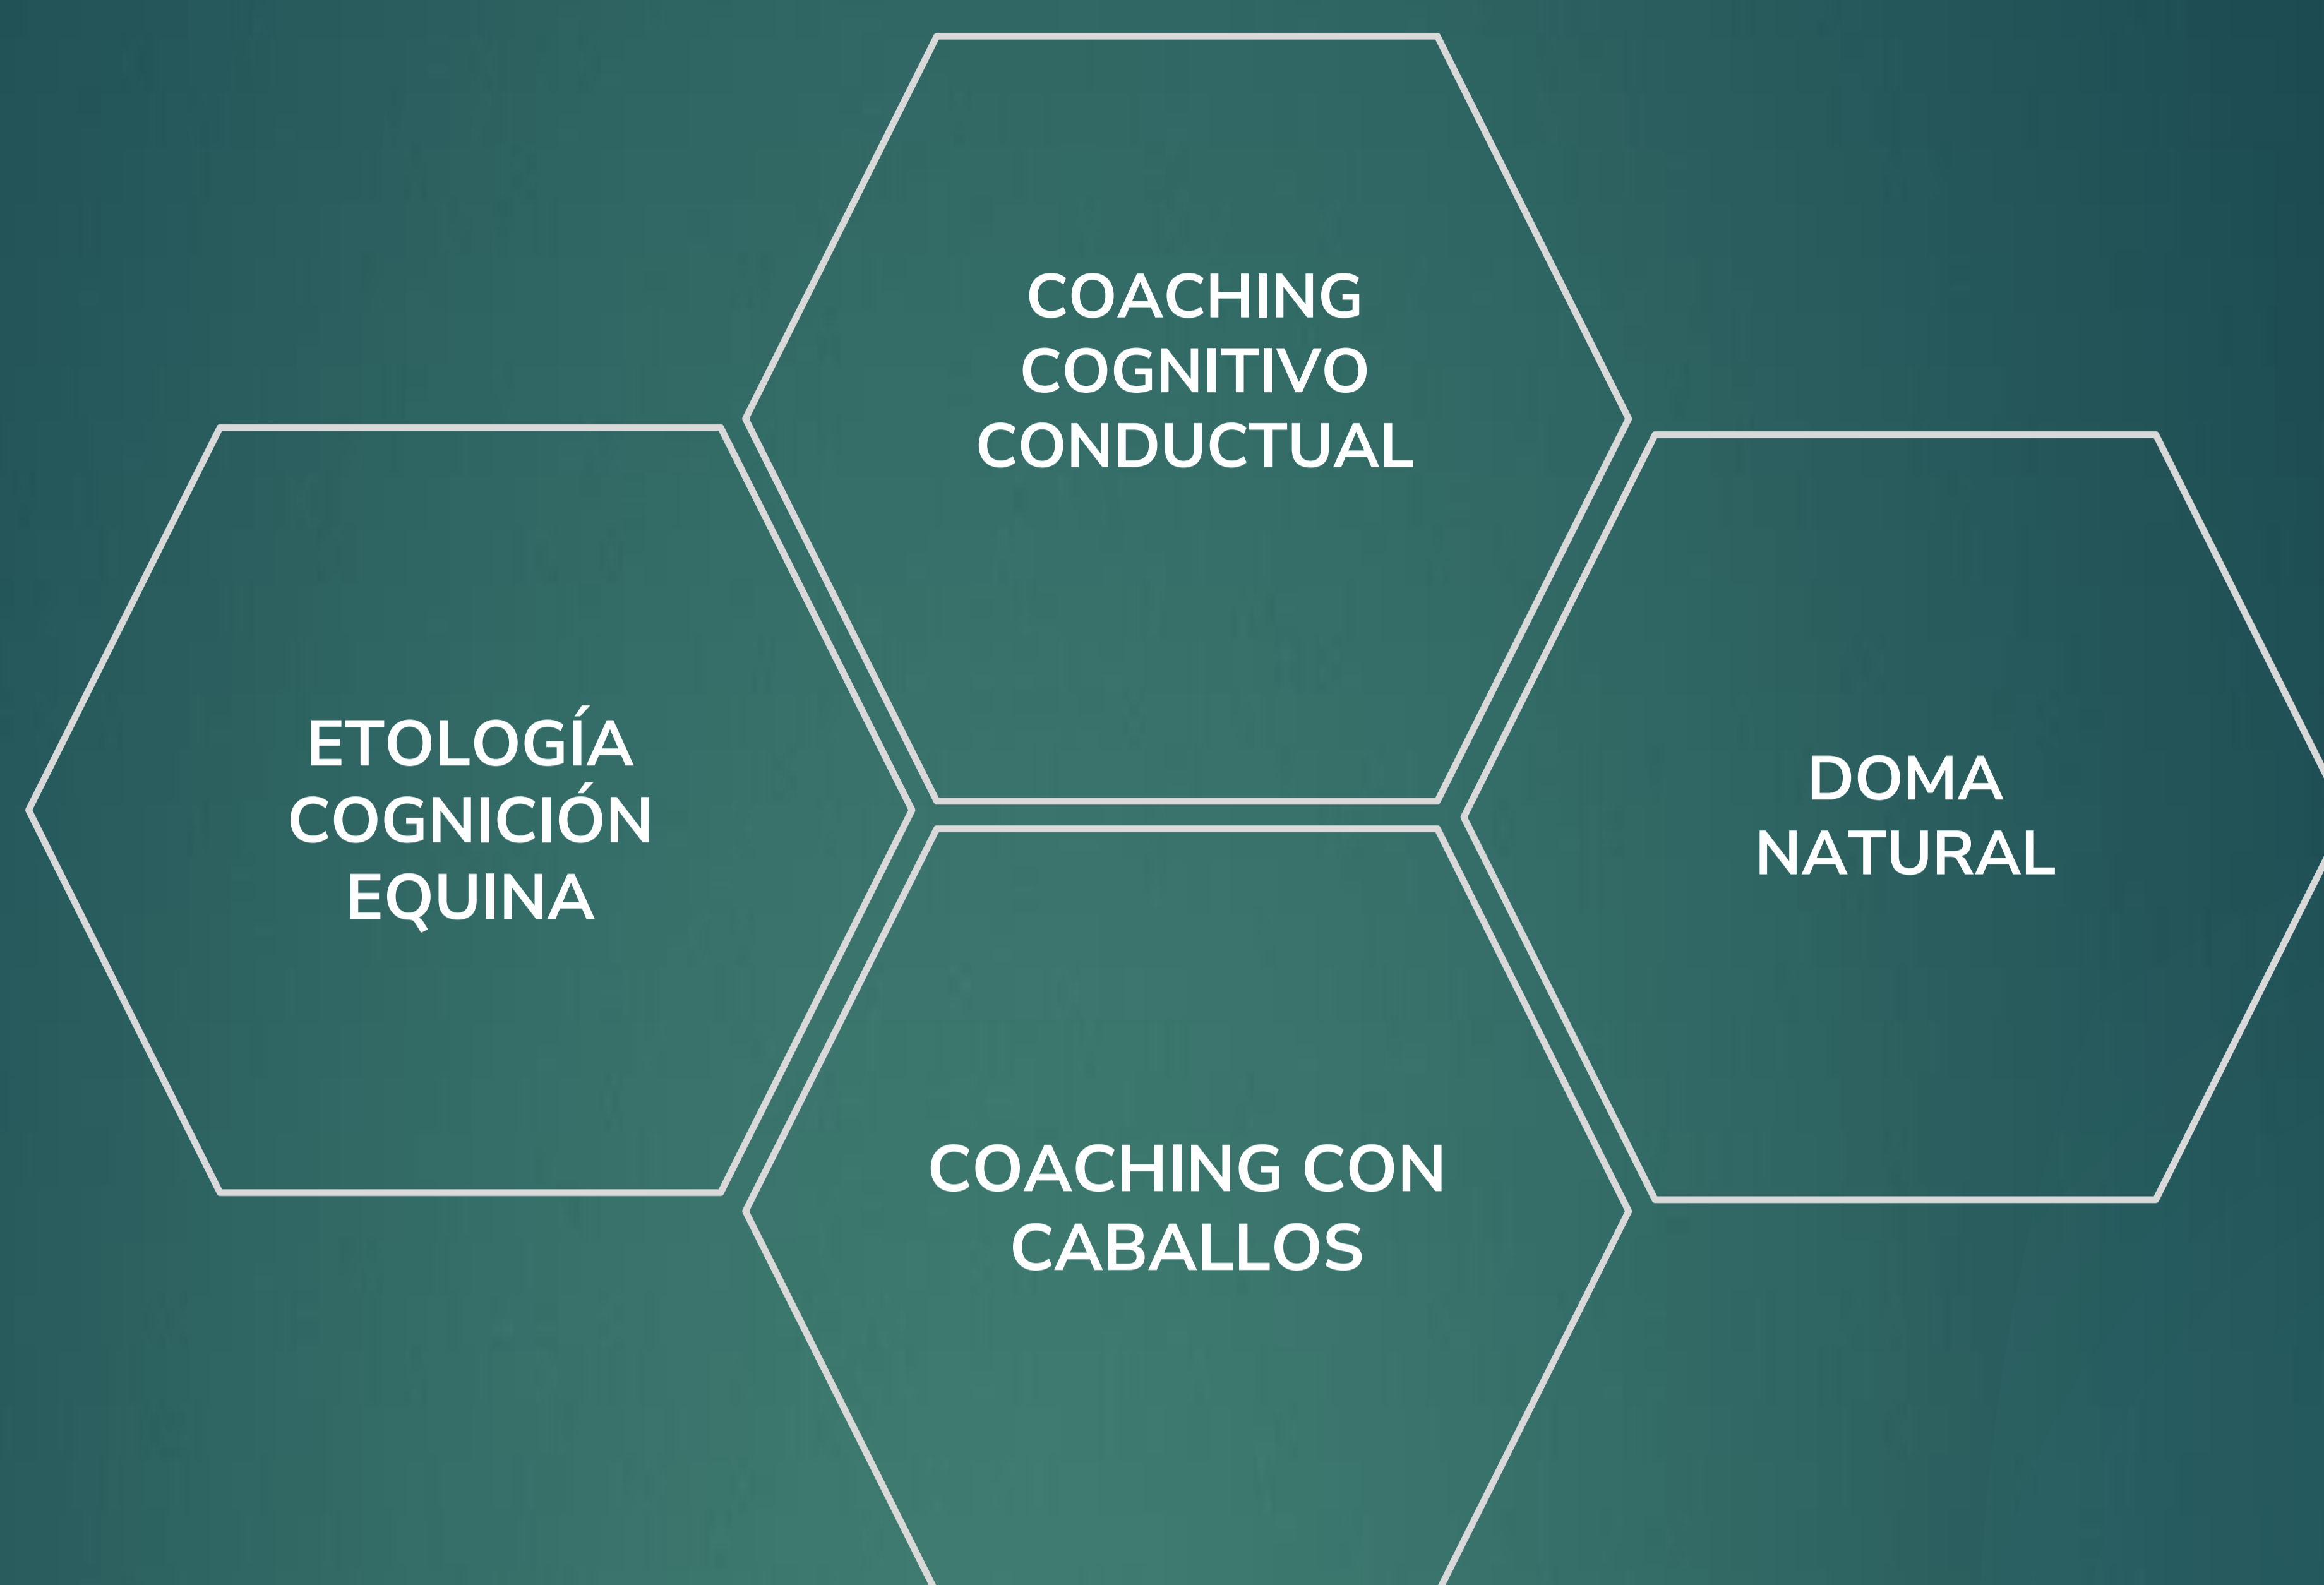 COACHING
COGNITIVO
CONDUCTUAL
ETOLOGÍA
COGNICIÓN
EQUINA
DOMA
NATURAL
COACHING CON
CABALLOS